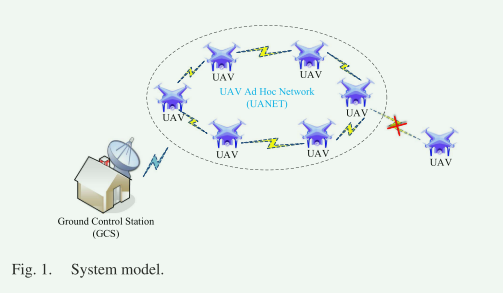 UAV
UAV
UAV Ad Hoc Network
(UANET)
UAV
UAV
UAV
UAV
UAV
Ground Control Station
(GCS)
Fig. 1. System model.